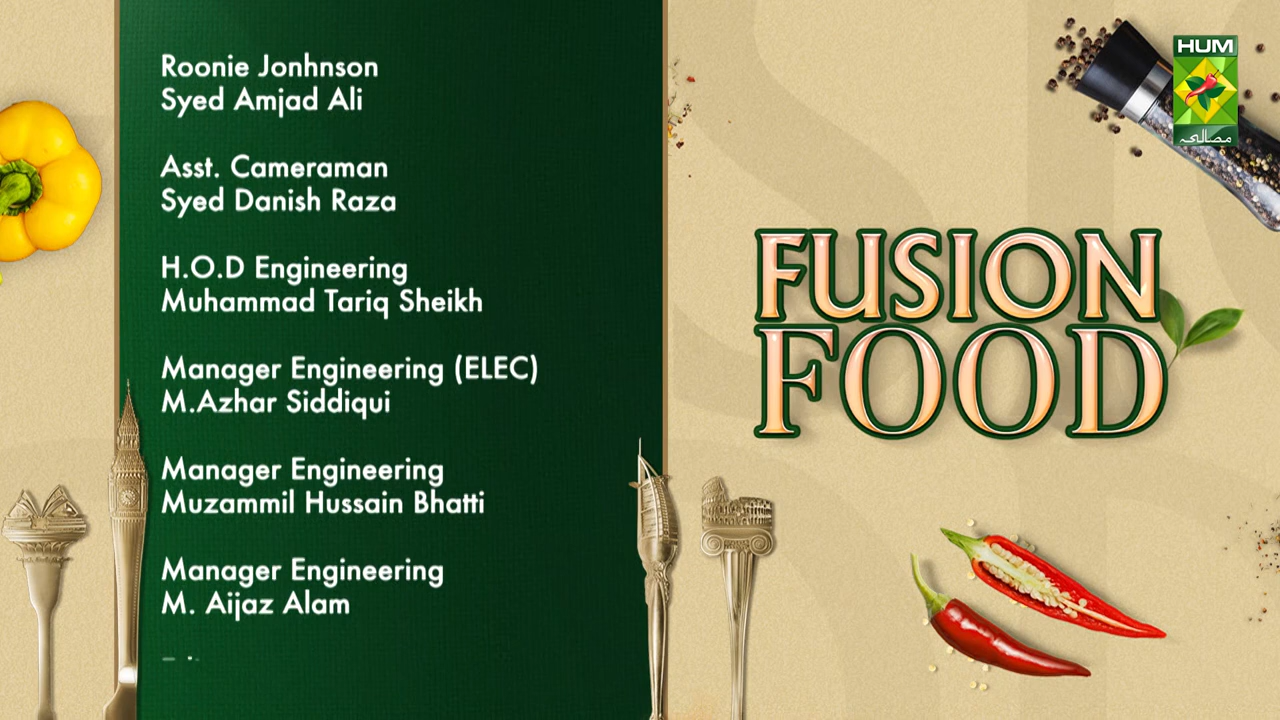 Roonie Jonhnson
Syed Amjad Ali
Asst. Cameraman
Syed Danish Raza
H.O.D Engineering
Muhammad Tariq Sheikh
Manager Engineering (ELEC)
M.Azhar Siddiqui
Manager Engineering
Muzammil Hussain Bhatti
Manager Engineering
M. Aijaz Alam
FUSION
FOOD
HUM
مصالحہ